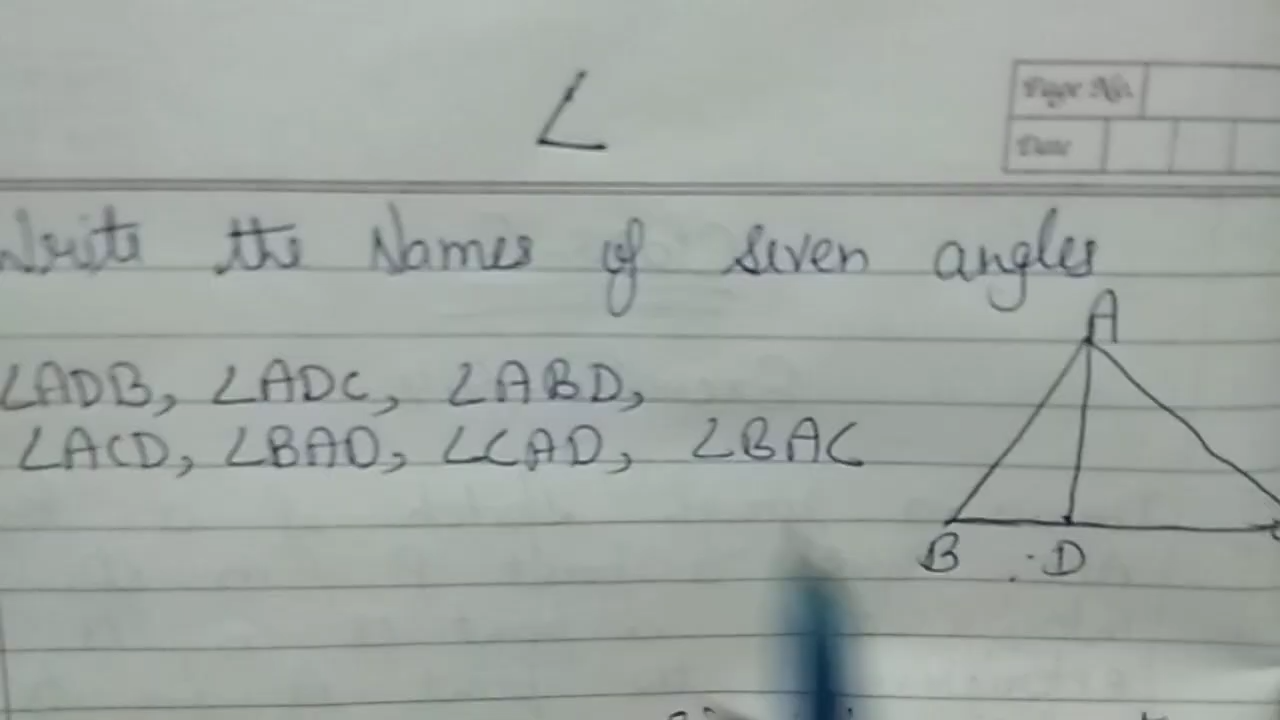 ∠
Page No.
Date
Write the Names of seven angles
∠ADB, ∠ADC, ∠ABD,
∠ACD, ∠BAD, ∠CAD, ∠BAC
A
B D